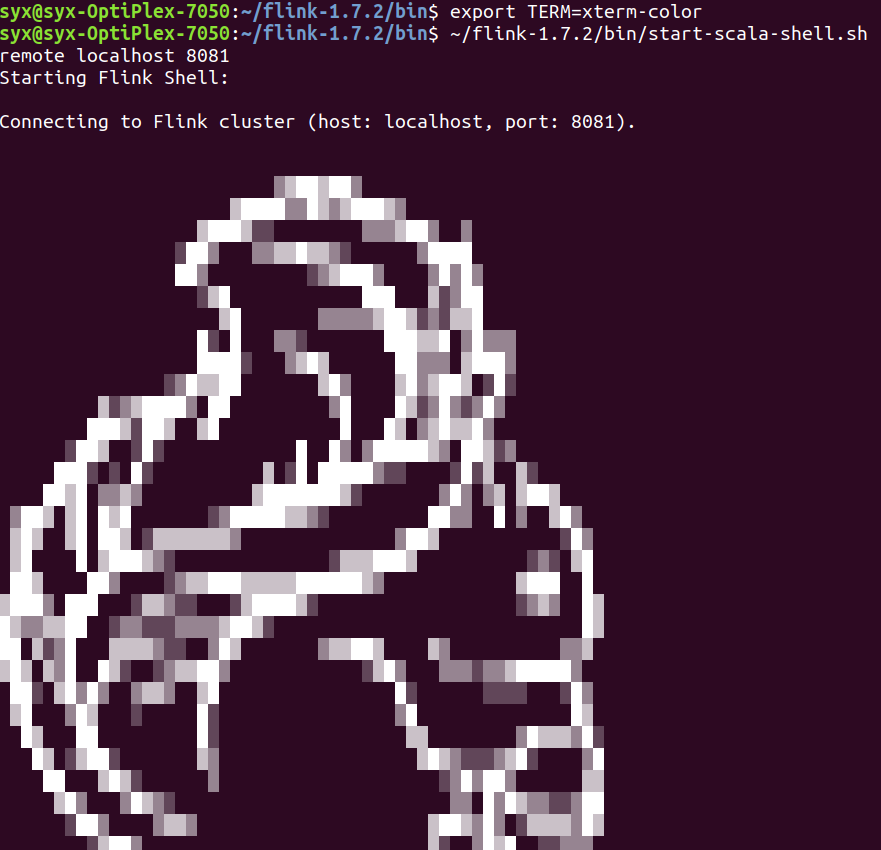 syx@syx-OptiPlex-7050:~/flink-1.7.2/bin$ export TERM=xterm-color
syx@syx-OptiPlex-7050:~/flink-1.7.2/bin$ ~/flink-1.7.2/bin/start-scala-shell.sh
remote localhost 8081
Starting Flink Shell:
Connecting to Flink cluster (host: localhost, port: 8081).